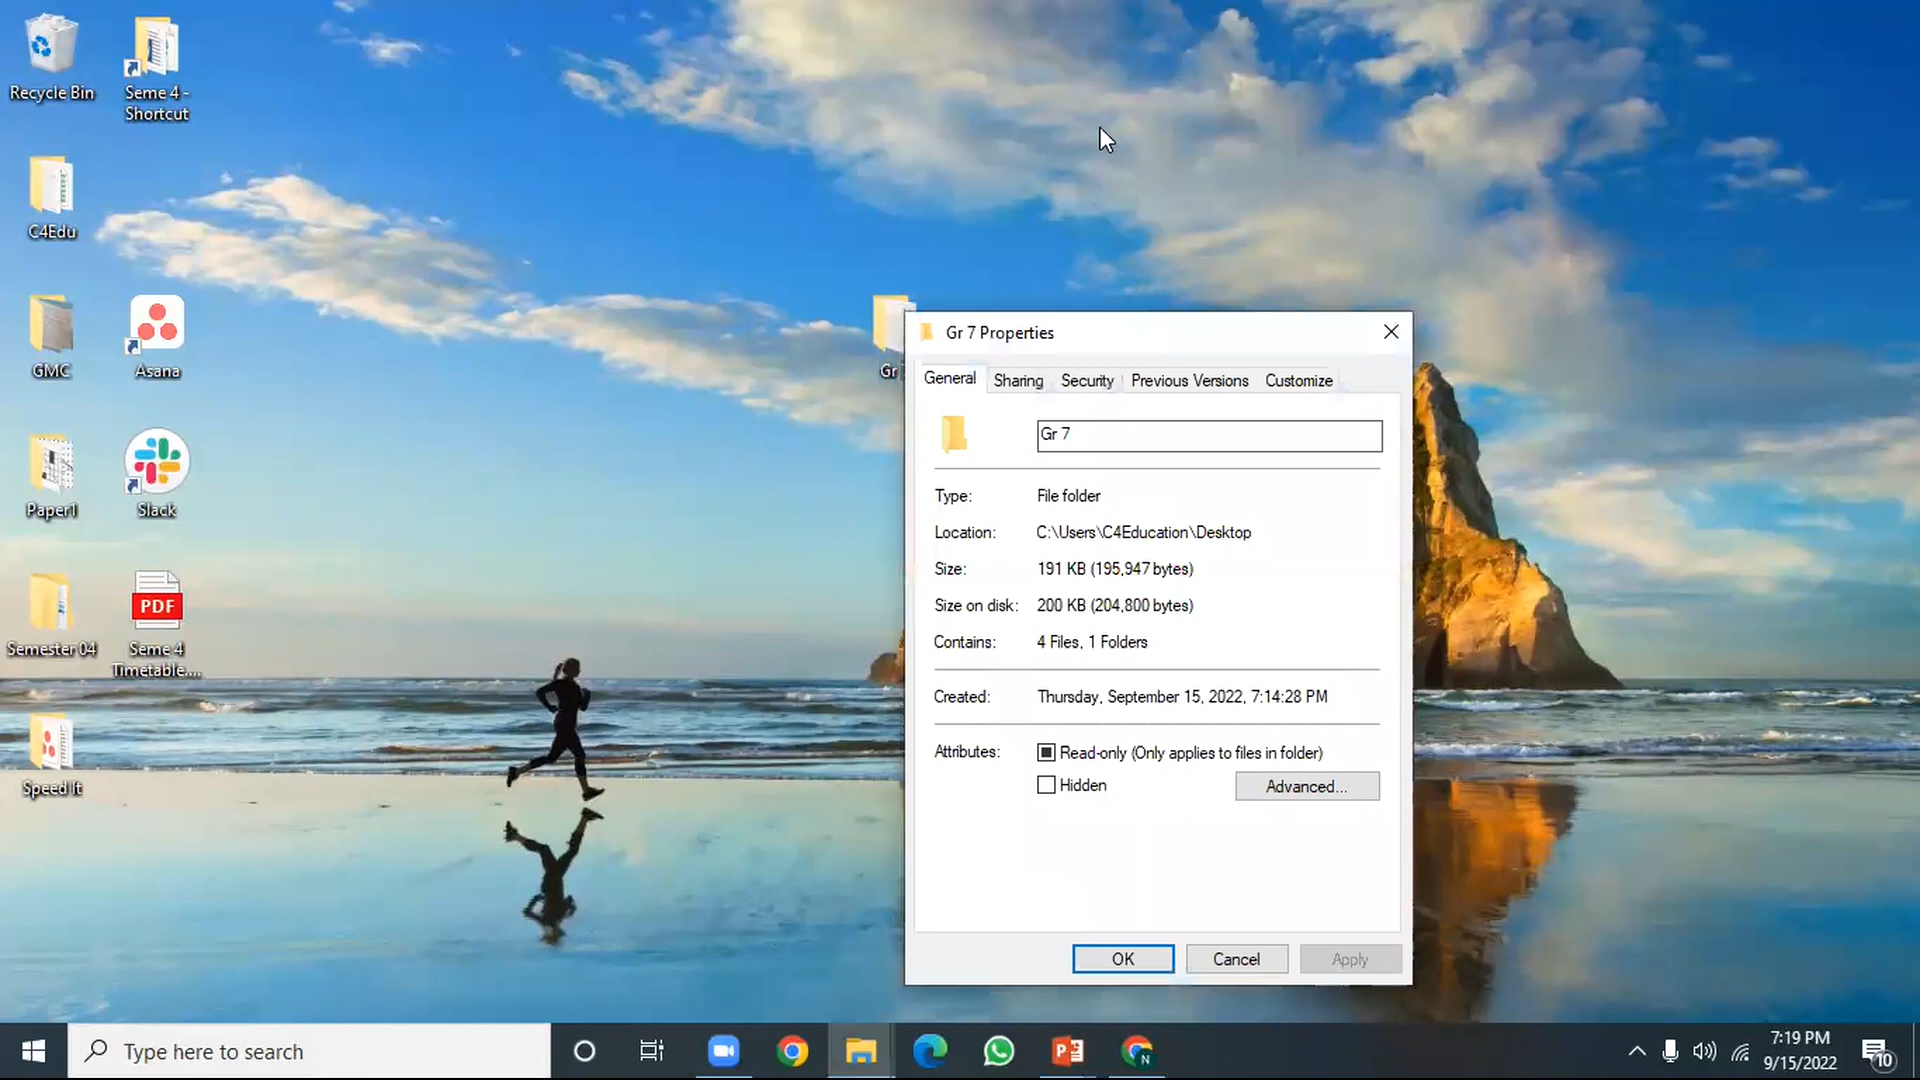 Recycle Bin
Seme 4 -
Shortcut
C4Edu
GMC
Asana
Paper1
Slack
Semester 04
PDF
Seme 4
Timetable....
Speed It
Gr
Gr 7 Properties
General
Sharing
Security
Previous Versions
Customize
Gr 7
Type: File folder
Location: C:\Users\C4Education\Desktop
Size: 191 KB (195,947 bytes)
Size on disk: 200 KB (204,800 bytes)
Contains: 4 Files, 1 Folders
Created: Thursday, September 15, 2022, 7:14:28 PM
Attributes: Read-only (Only applies to files in folder)
Hidden
Advanced...
OK
Cancel
Apply
Type here to search
N
7:19 PM
9/15/2022
10